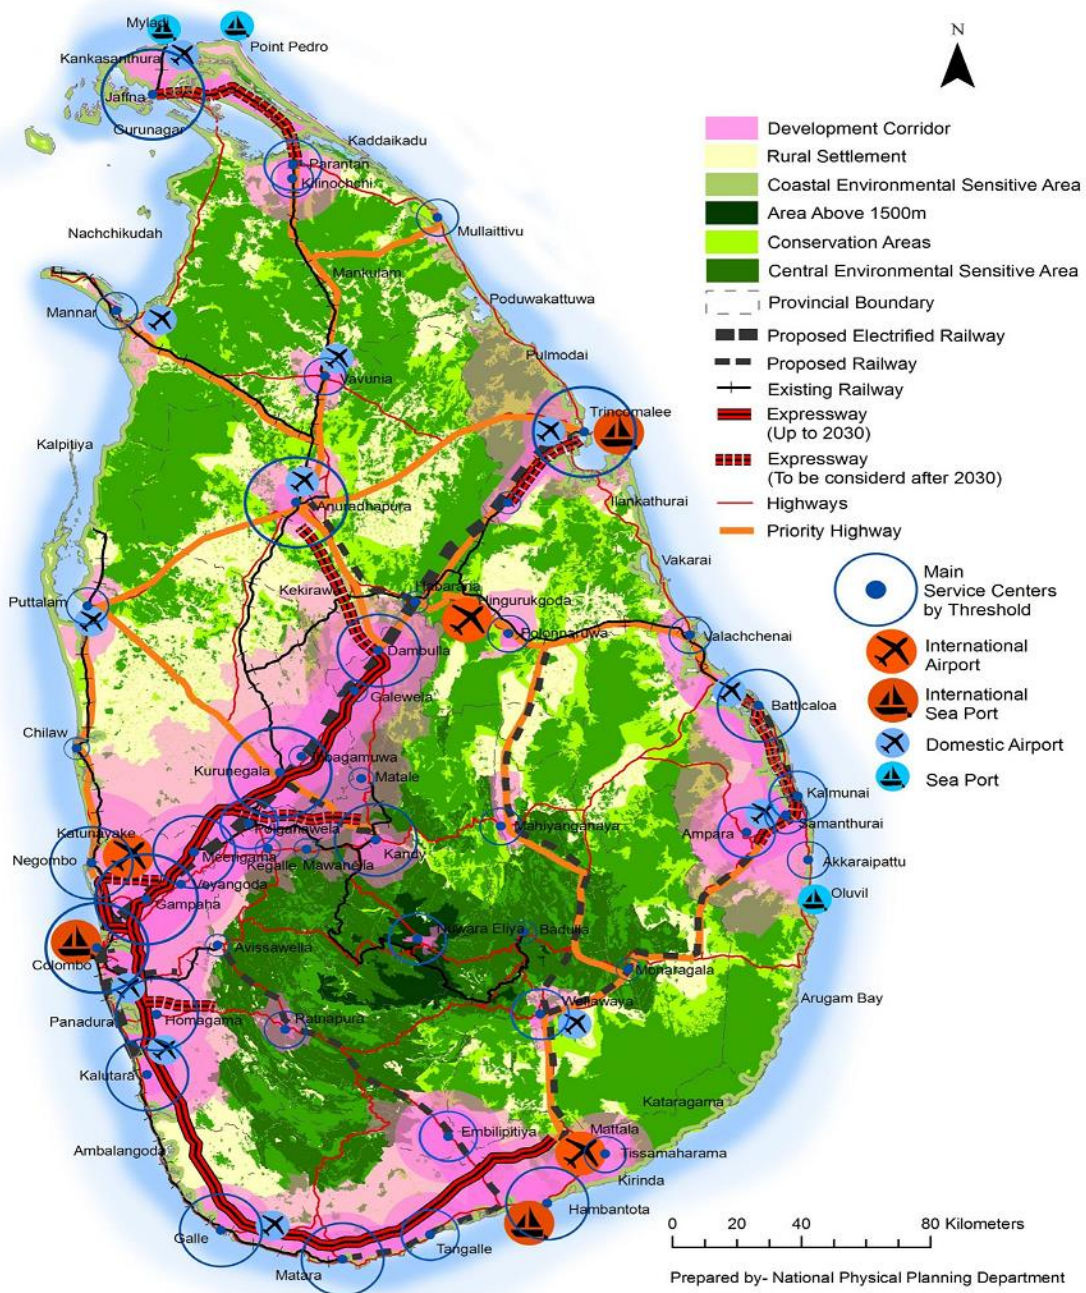 Myladi
Point Pedro
Kankasanthura
Jaffna
Gurunagar
Kaddaikadu
Parantan
Kilinochchi
Nachchikudah
Mullaittivu
Mankulam
Mannar
Poduwakattuwa
Pulmodai
Vavunia
Trincomalee
Kalpitiya
Anuradhapura
Ilankathurai
Vakarai
Kekirawa
Habarana
Hingurukgoda
Puttalam
Polonnaruwa
Valachchenai
Dambulla
Galewela
Batticaloa
Chilaw
Ibbagamuwa
Kurunegala
Matale
Kalmunai
Samanthurai
Katunayake
Polgahawela
Mahiyanganaya
Ampara
Negombo
Meerigama
Kegalle
Mawanella
Kandy
Akkaraipattu
Veyangoda
Gampaha
Oluvil
Nuwara Eliya
Badulla
Avissawella
Colombo
Monaragala
Arugam Bay
Panadura
Homagama
Ratnapura
Wellawaya
Kalutara
Kataragama
Embilipitiya
Mattala
Ambalangoda
Tissamaharama
Kirinda
Hambantota
Galle
Tangalle
Matara
N
Development Corridor
Rural Settlement
Coastal Environmental Sensitive Area
Area Above 1500m
Conservation Areas
Central Environmental Sensitive Area
Provincial Boundary
Proposed Electrified Railway
Proposed Railway
Existing Railway
Expressway
(Up to 2030)
Expressway
(To be considerd after 2030)
Highways
Priority Highway
Main
Service Centers
by Threshold
International
Airport
International
Sea Port
Domestic Airport
Sea Port
0 20 40 80 Kilometers
Prepared by- National Physical Planning Department